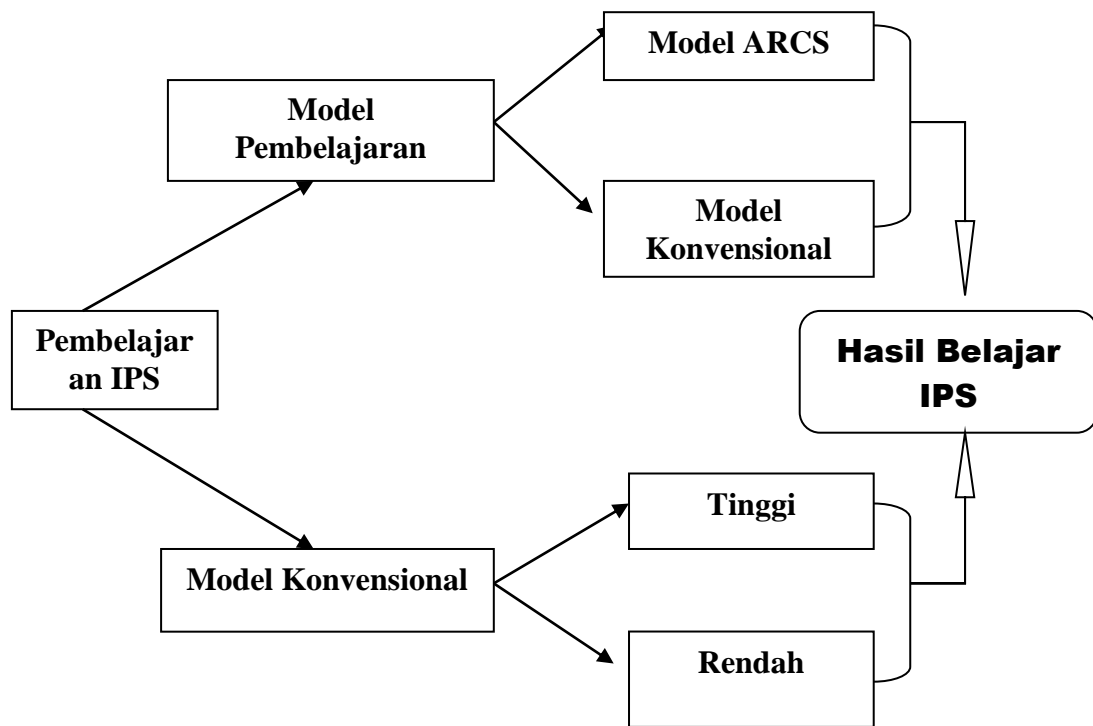 Model ARCS
Model
Pembelajaran
Model
Konvensional
Pembelajar
an IPS
Hasil Belajar
IPS
Tinggi
Model Konvensional
Rendah